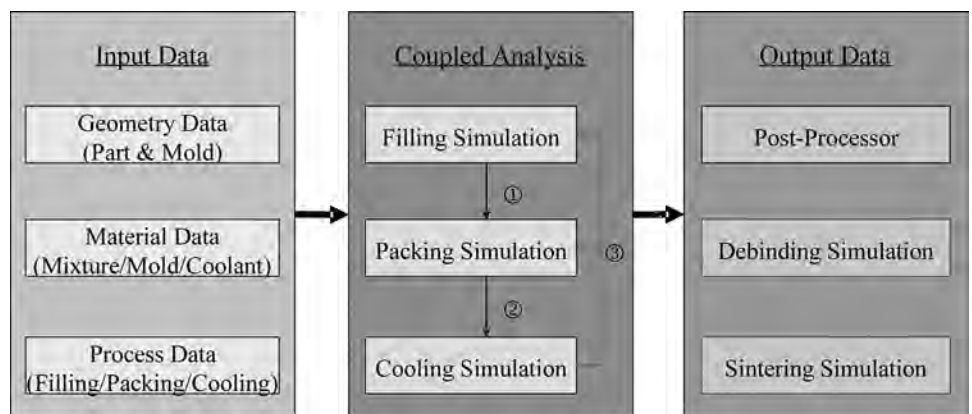 Input Data
Geometry Data
(Part & Mold)
Material Data
(Mixture/Mold/Coolant)
Process Data
(Filling/Packing/Cooling)
Coupled Analysis
Filling Simulation
①
Packing Simulation
③
②
Cooling Simulation
Output Data
Post-Processor
Debinding Simulation
Sintering Simulation